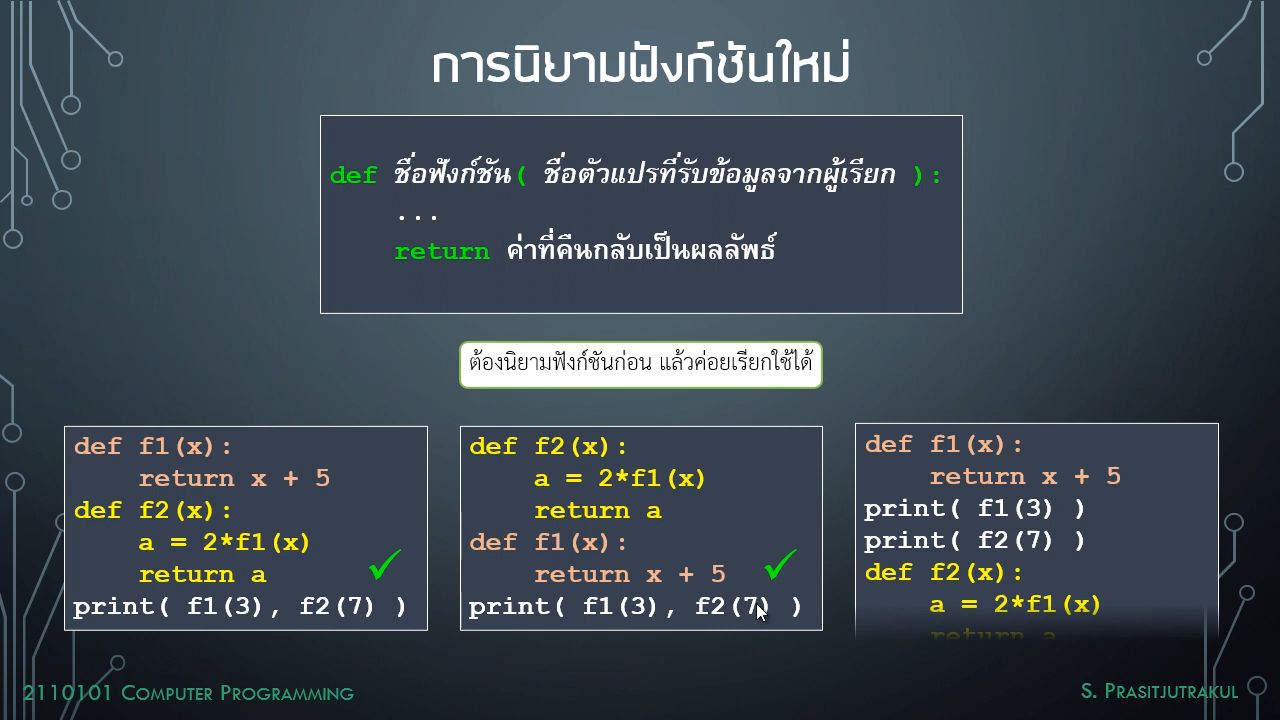 การนิยามฟังก์ชันใหม่
def ชื่อฟังก์ชัน( ชื่อตัวแปรที่รับข้อมูลจากผู้เรียก ):
...
return ค่าที่คืนกลับเป็นผลลัพธ์
ต้องนิยามฟังก์ชันก่อน แล้วค่อยเรียกใช้ได้
def f1(x):
return x + 5
def f2(x):
a = 2*f1(x)
return a
print( f1(3), f2(7) )
def f2(x):
a = 2*f1(x)
return a
def f1(x):
return x + 5
print( f1(3), f2(7) )
def f1(x):
return x + 5
print( f1(3) )
print( f2(7) )
def f2(x):
a = 2*f1(x)
return a
2110101 Computer Programming
S. Prasitjutrakul